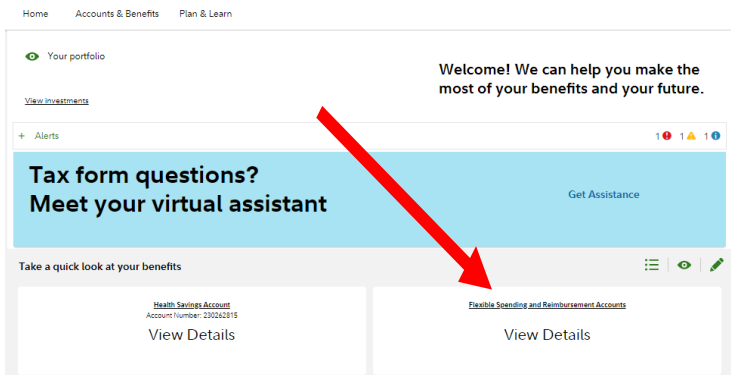 Home Accounts & Benefits Plan & Learn
Your portfolio
Welcome! We can help you make the
most of your benefits and your future.
View investments
+ Alerts
1 1 1
Tax form questions?
Meet your virtual assistant
Get Assistance
Take a quick look at your benefits
Health Savings Account
Account Number: 230262815
View Details
Flexible Spending and Reimbursement Accounts
View Details